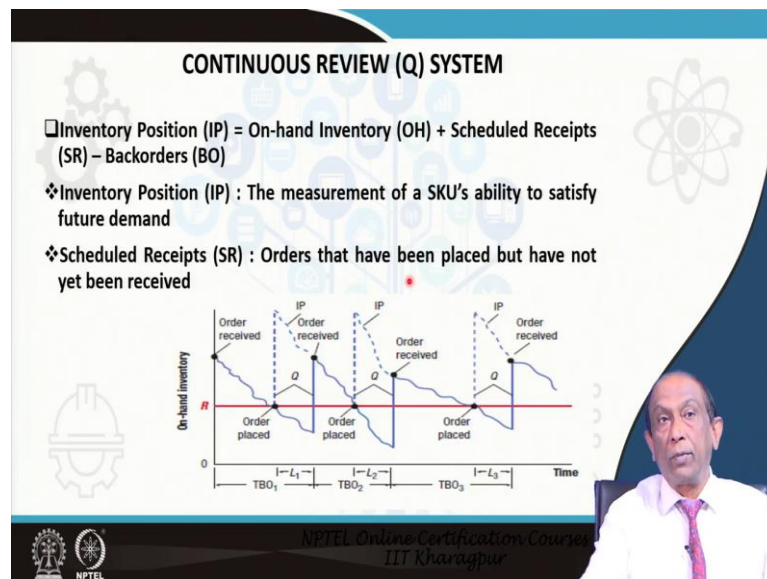 CONTINUOUS REVIEW (Q) SYSTEM
❑Inventory Position (IP) = On-hand Inventory (OH) + Scheduled Receipts
(SR) – Backorders (BO)
❖Inventory Position (IP) : The measurement of a SKU's ability to satisfy
future demand
❖Scheduled Receipts (SR) : Orders that have been placed but have not
yet been received
IP
IP
IP
Order
received
Order
received
Order
received
Order
received
On-hand inventory
Q
Q
Q
R
Order
placed
Order
placed
Order
placed
0
L1
L2
L3
Time
TBO1
TBO2
TBO3
NPTEL Online Certification Courses
IIT Kharagpur
NPTEL